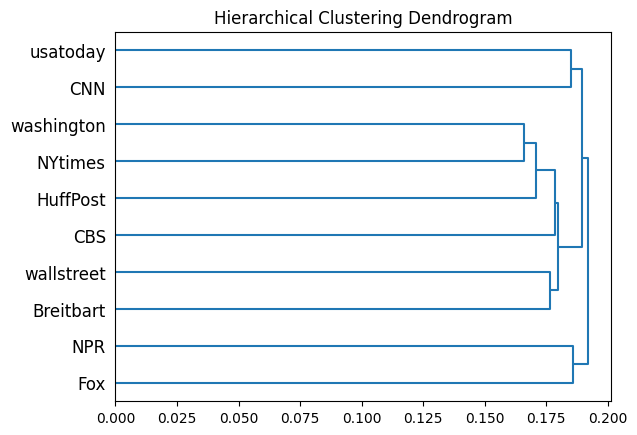 Hierarchical Clustering Dendrogram
usatoday
CNN
washington
NYtimes
HuffPost
CBS
wallstreet
Breitbart
NPR
Fox
0.000 0.025 0.050 0.075 0.100 0.125 0.150 0.175 0.200